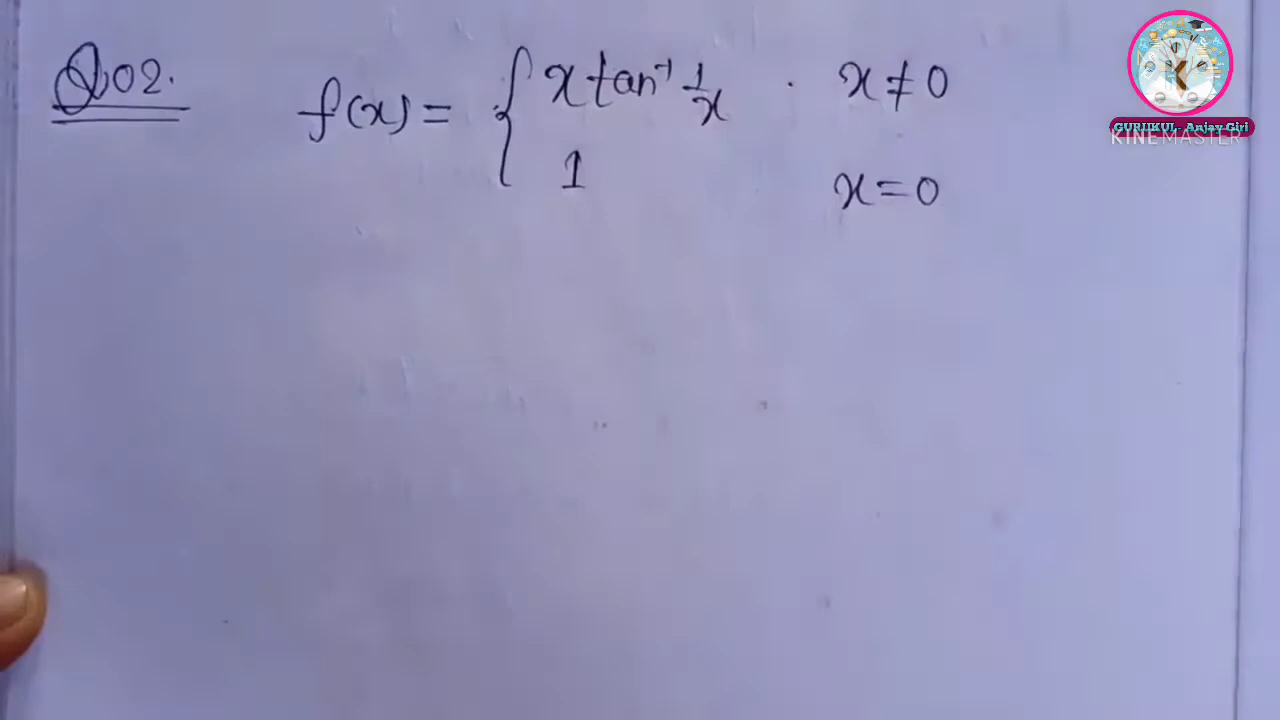 Q02. f(x) = { x tan⁻¹ 1/x . x ≠ 0
1 x = 0
GURUKUL - Anjay Giri
KINEMASTER